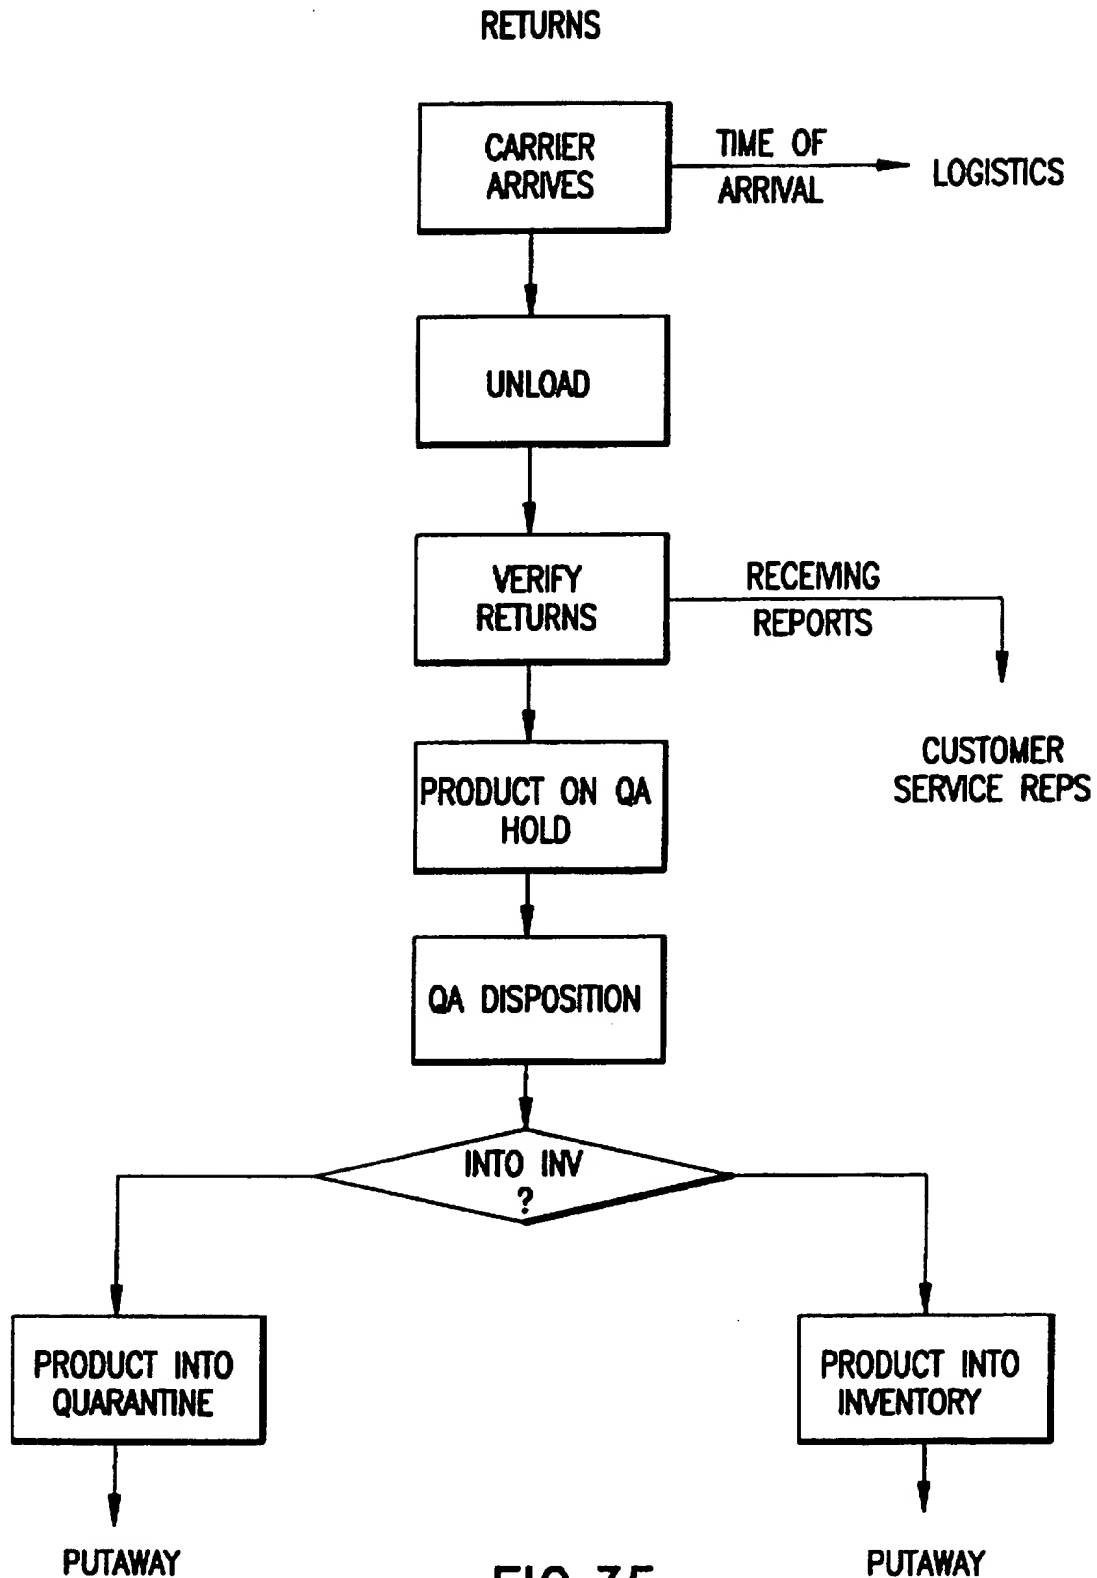 RETURNS
CARRIER
ARRIVES
TIME OF
ARRIVAL
LOGISTICS
UNLOAD
VERIFY
RETURNS
RECEIVING
REPORTS
CUSTOMER
SERVICE REPS
PRODUCT ON QA
HOLD
QA DISPOSITION
INTO INV
?
PRODUCT INTO
QUARANTINE
PRODUCT INTO
INVENTORY
PUTAWAY
PUTAWAY